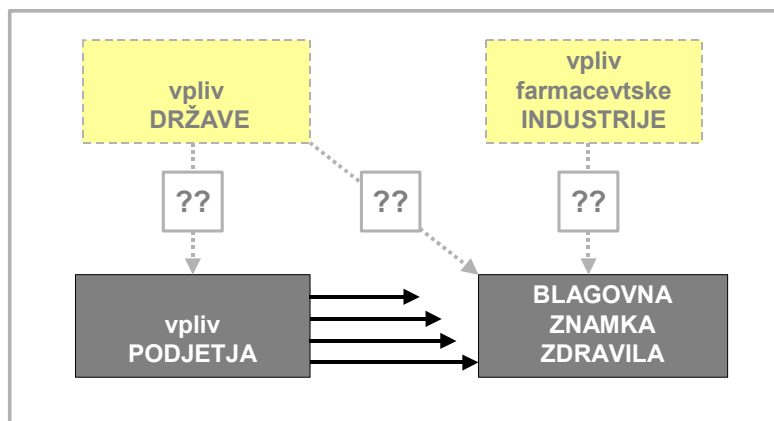 vpliv
DRŽAVE
vpliv
farmacevtske
INDUSTRIJE
??
??
??
vpliv
PODJETJA
BLAGOVNA
ZNAMKA
ZDRAVILA